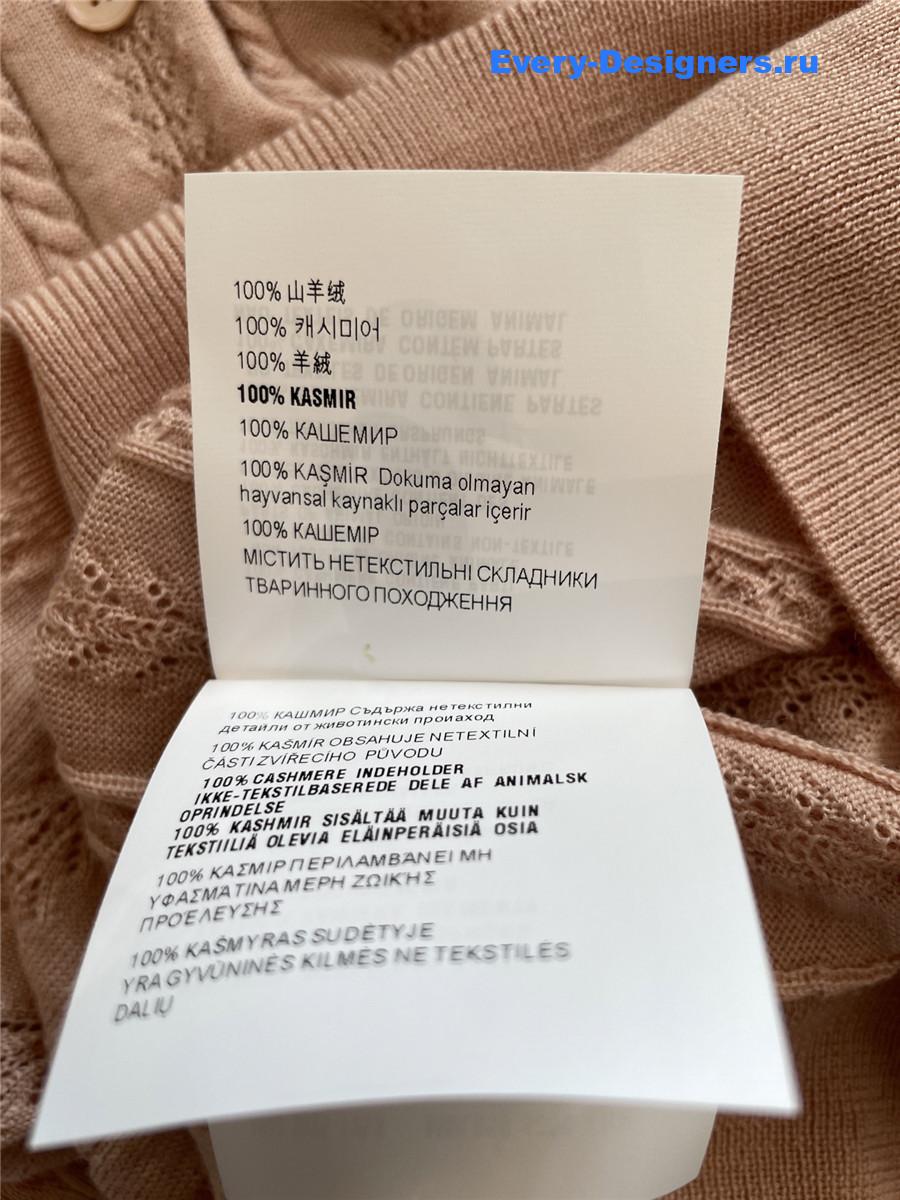 Every-Designers.ru
100% 山羊绒
100% 캐시미어
100% 羊絨
100% KASMIR
100% КАШЕМИР
100% KAŞMİR Dokuma olmayan
hayvansal kaynaklı parçalar içerir
100% КАШЕМІР
МІСТИТЬ НЕТЕКСТИЛЬНІ СКЛАДНИКИ
ТВАРИННОГО ПОХОДЖЕННЯ
100% КАШМИР Съдържа нетекстилни
детайли от животински произход
100% KAŠMÍR OBSAHUJE NETEXTILNÍ
ČÁSTI ZVÍŘECÍHO PŮVODU
100% CASHMERE INDEHOLDER
IKKE-TEKSTILBASEREDE DELE AF ANIMALSK
OPRINDELSE
100% KASHMIR SISÄLTÄÄ MUUTA KUIN
TEKSTIILIÄ OLEVIA ELÄINPERÄISIÄ OSIA
100% ΚΑΣΜΙΡ ΠΕΡΙΛΑΜΒΆΝΕΙ ΜΗ
ΥΦΑΣΜΆΤΙΝΑ ΜΕΡΗ ΖΩΙΚΉΣ
ΠΡΟΈΛΕΥΣΗΣ
100% KAŠMYRAS SUDĖTYJE
YRA GYVŪNINĖS KILMĖS NE TEKSTILĖS
DALIŲ